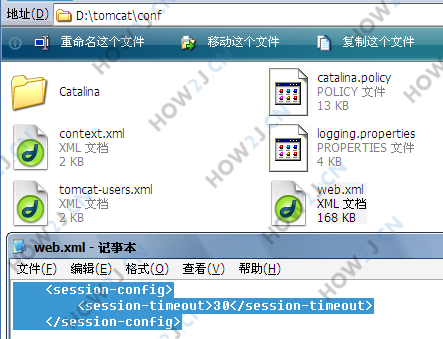 地址(D) D:\tomcat\conf
重命名这个文件 移动这个文件 复制这个文件
Catalina
catalina.policy
POLICY 文件
13 KB
context.xml
XML 文档
2 KB
logging.properties
PROPERTIES 文件
4 KB
tomcat-users.xml
XML 文档
2 KB
web.xml
XML 文档
168 KB
web.xml - 记事本
文件(F) 编辑(E) 格式(O) 查看(V) 帮助(H)
<session-config>
<session-timeout>30</session-timeout>
</session-config>
HOW2J.CN